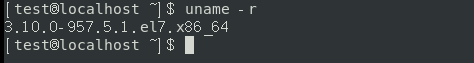 [test@localhost ~]$ uname -r
3.10.0-957.5.1.el7.x86_64
[test@localhost ~]$